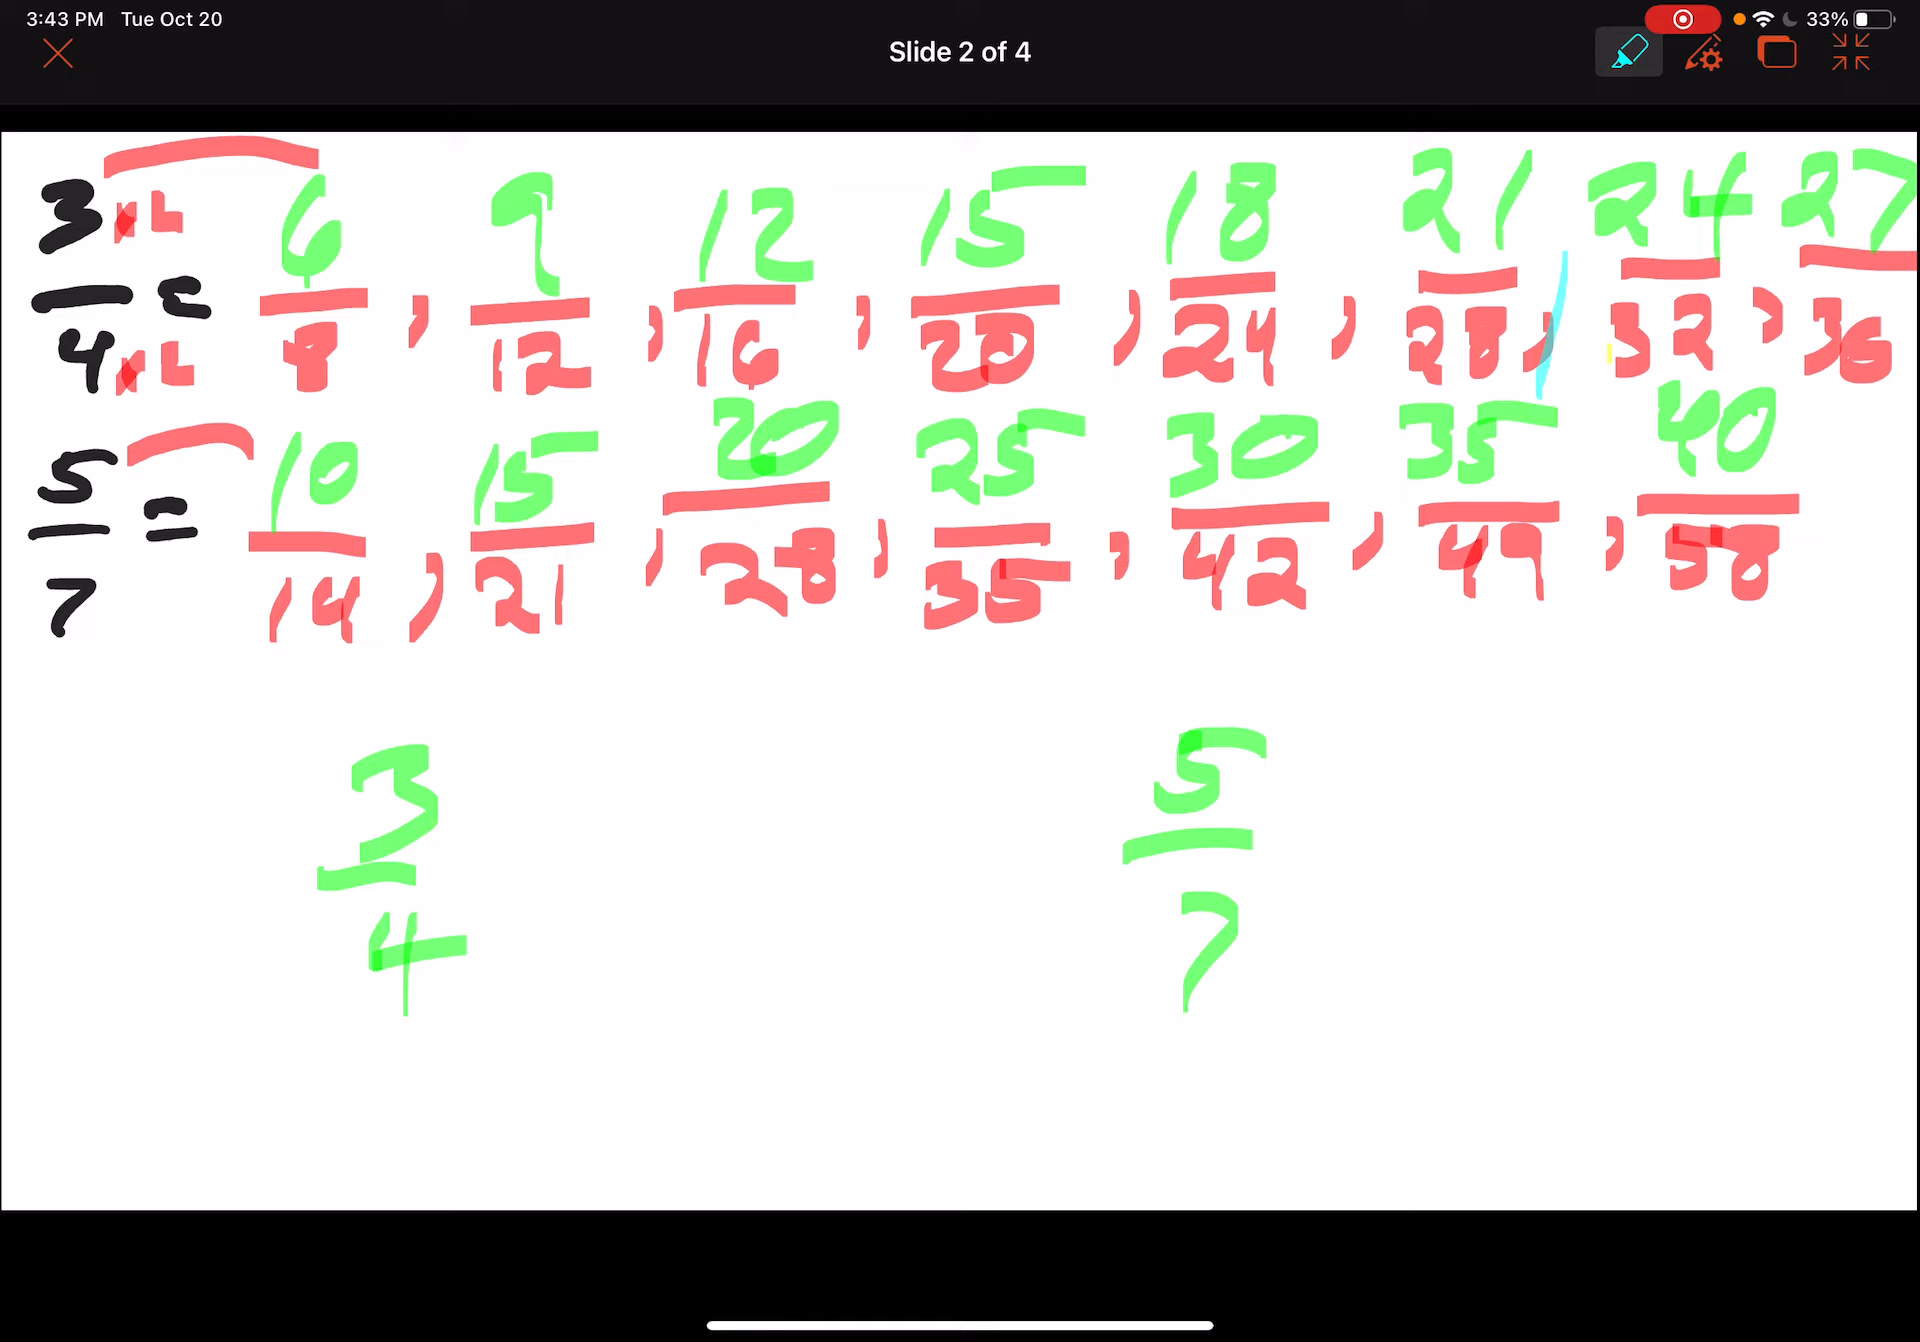 3:43 PM Tue Oct 20 33%
Slide 2 of 4
3/4 = 6/8, 9/12, 12/16, 15/20, 18/24, 21/28, 24/32, 27/36
5/7 = 10/14, 15/21, 20/28, 25/35, 30/42, 35/49, 40/58
3/4 5/7